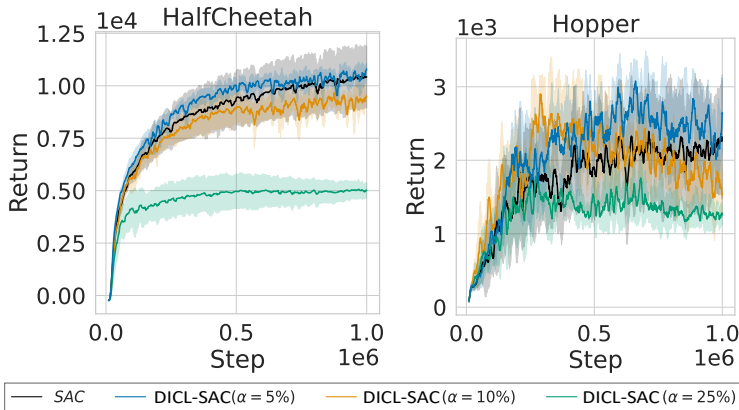 HalfCheetah
1e4
Return
1.25
1.00
0.75
0.50
0.25
0.00
0.0
0.5
1.0
Step
1e6
Hopper
1e3
Return
3
2
1
0
0.0
0.5
1.0
Step
1e6
SAC DICL-SAC(α = 5%) DICL-SAC(α = 10%) DICL-SAC(α = 25%)